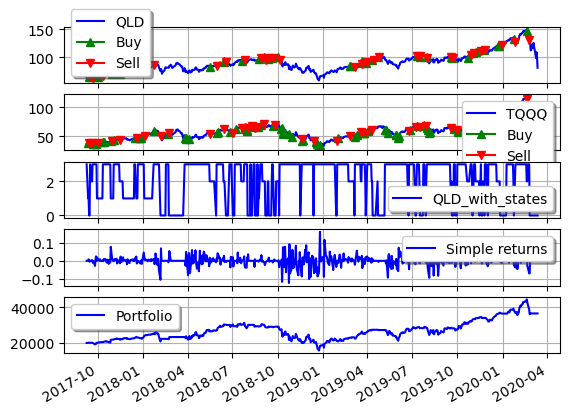 QLD
Buy
Sell
150
100
TQQQ
Buy
Sell
100
50
QLD_with_states
2
0
Simple returns
0.1
0.0
−0.1
Portfolio
40000
20000
2017-10 2018-01 2018-04 2018-07 2018-10 2019-01 2019-04 2019-07 2019-10 2020-01 2020-04